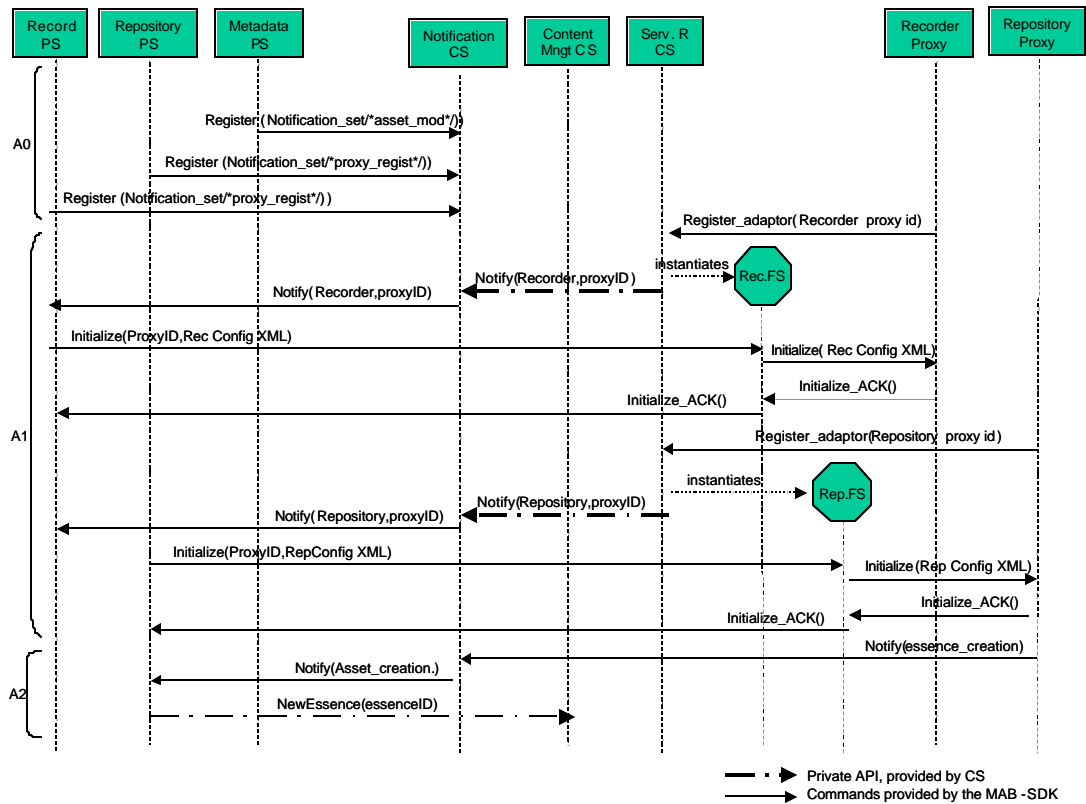 Record
PS
Repository
PS
Metadata
PS
Notification
CS
Content
Mngt CS
Serv. R
CS
Recorder
Proxy
Repository
Proxy
A0
Register (Notification_set/*asset_mod*/))
Register (Notification_set/*proxy_regist*/))
Register (Notification_set/*proxy_regist*/))
Register_adaptor(Recorder proxy id)
instantiates
Rec.FS
Notify(Recorder,proxyID)
Notify(Recorder,proxyID)
Initialize(ProxyID,Rec Config XML)
Initialize( Rec Config XML)
Initialize_ACK()
Initialize_ACK()
A1
Register_adaptor(Repository proxy id)
instantiates
Rep.FS
Notify(Repository,proxyID)
Notify(Repository,proxyID)
Initialize(ProxyID,RepConfig XML)
Initialize (Rep Config XML)
Initialize_ACK()
Initialize_ACK()
Notify(essence_creation)
Notify(Asset_creation.)
A2
NewEssence(essenceID)
Private API, provided by CS
Commands provided by the MAB -SDK